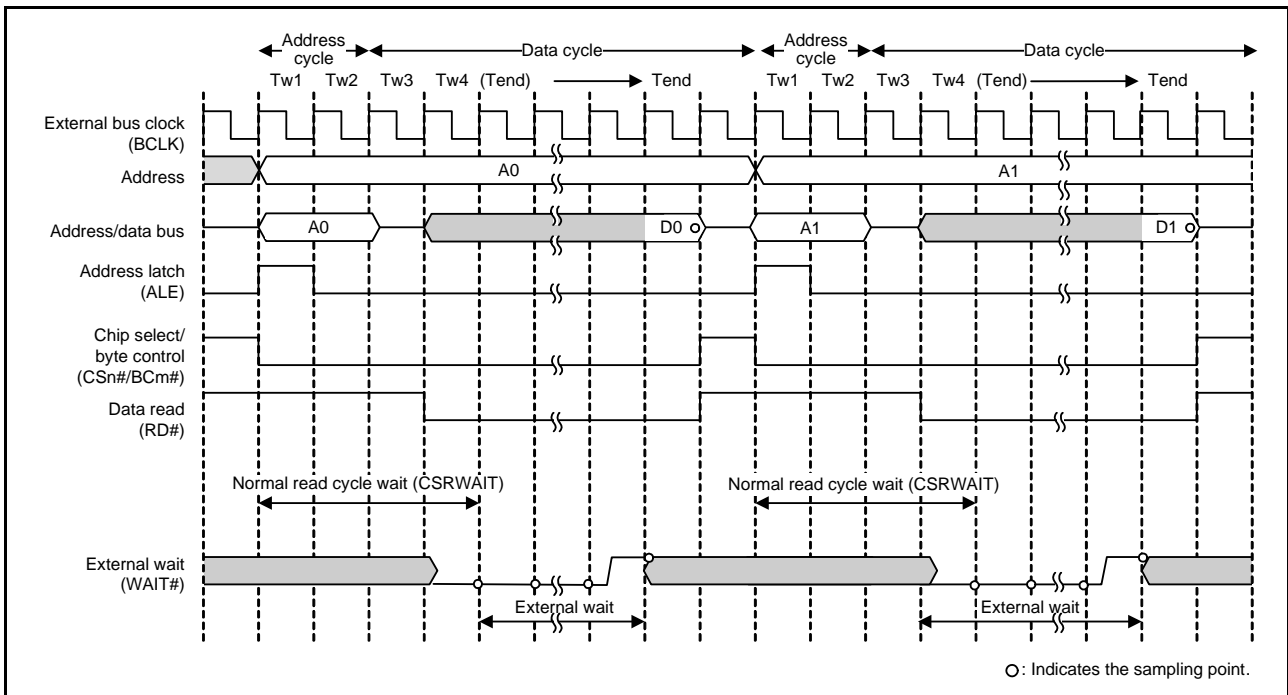 Address
cycle
Data cycle
Address
cycle
Data cycle
Tw1 Tw2 Tw3 Tw4 (Tend) Tend Tw1 Tw2 Tw3 Tw4 (Tend) Tend
External bus clock
(BCLK)
Address
A0 A1
Address/data bus
A0 D0 A1 D1
Address latch
(ALE)
Chip select/
byte control
(CSn#/BCm#)
Data read
(RD#)
Normal read cycle wait (CSRWAIT) Normal read cycle wait (CSRWAIT)
External wait
(WAIT#)
External wait External wait
: Indicates the sampling point.